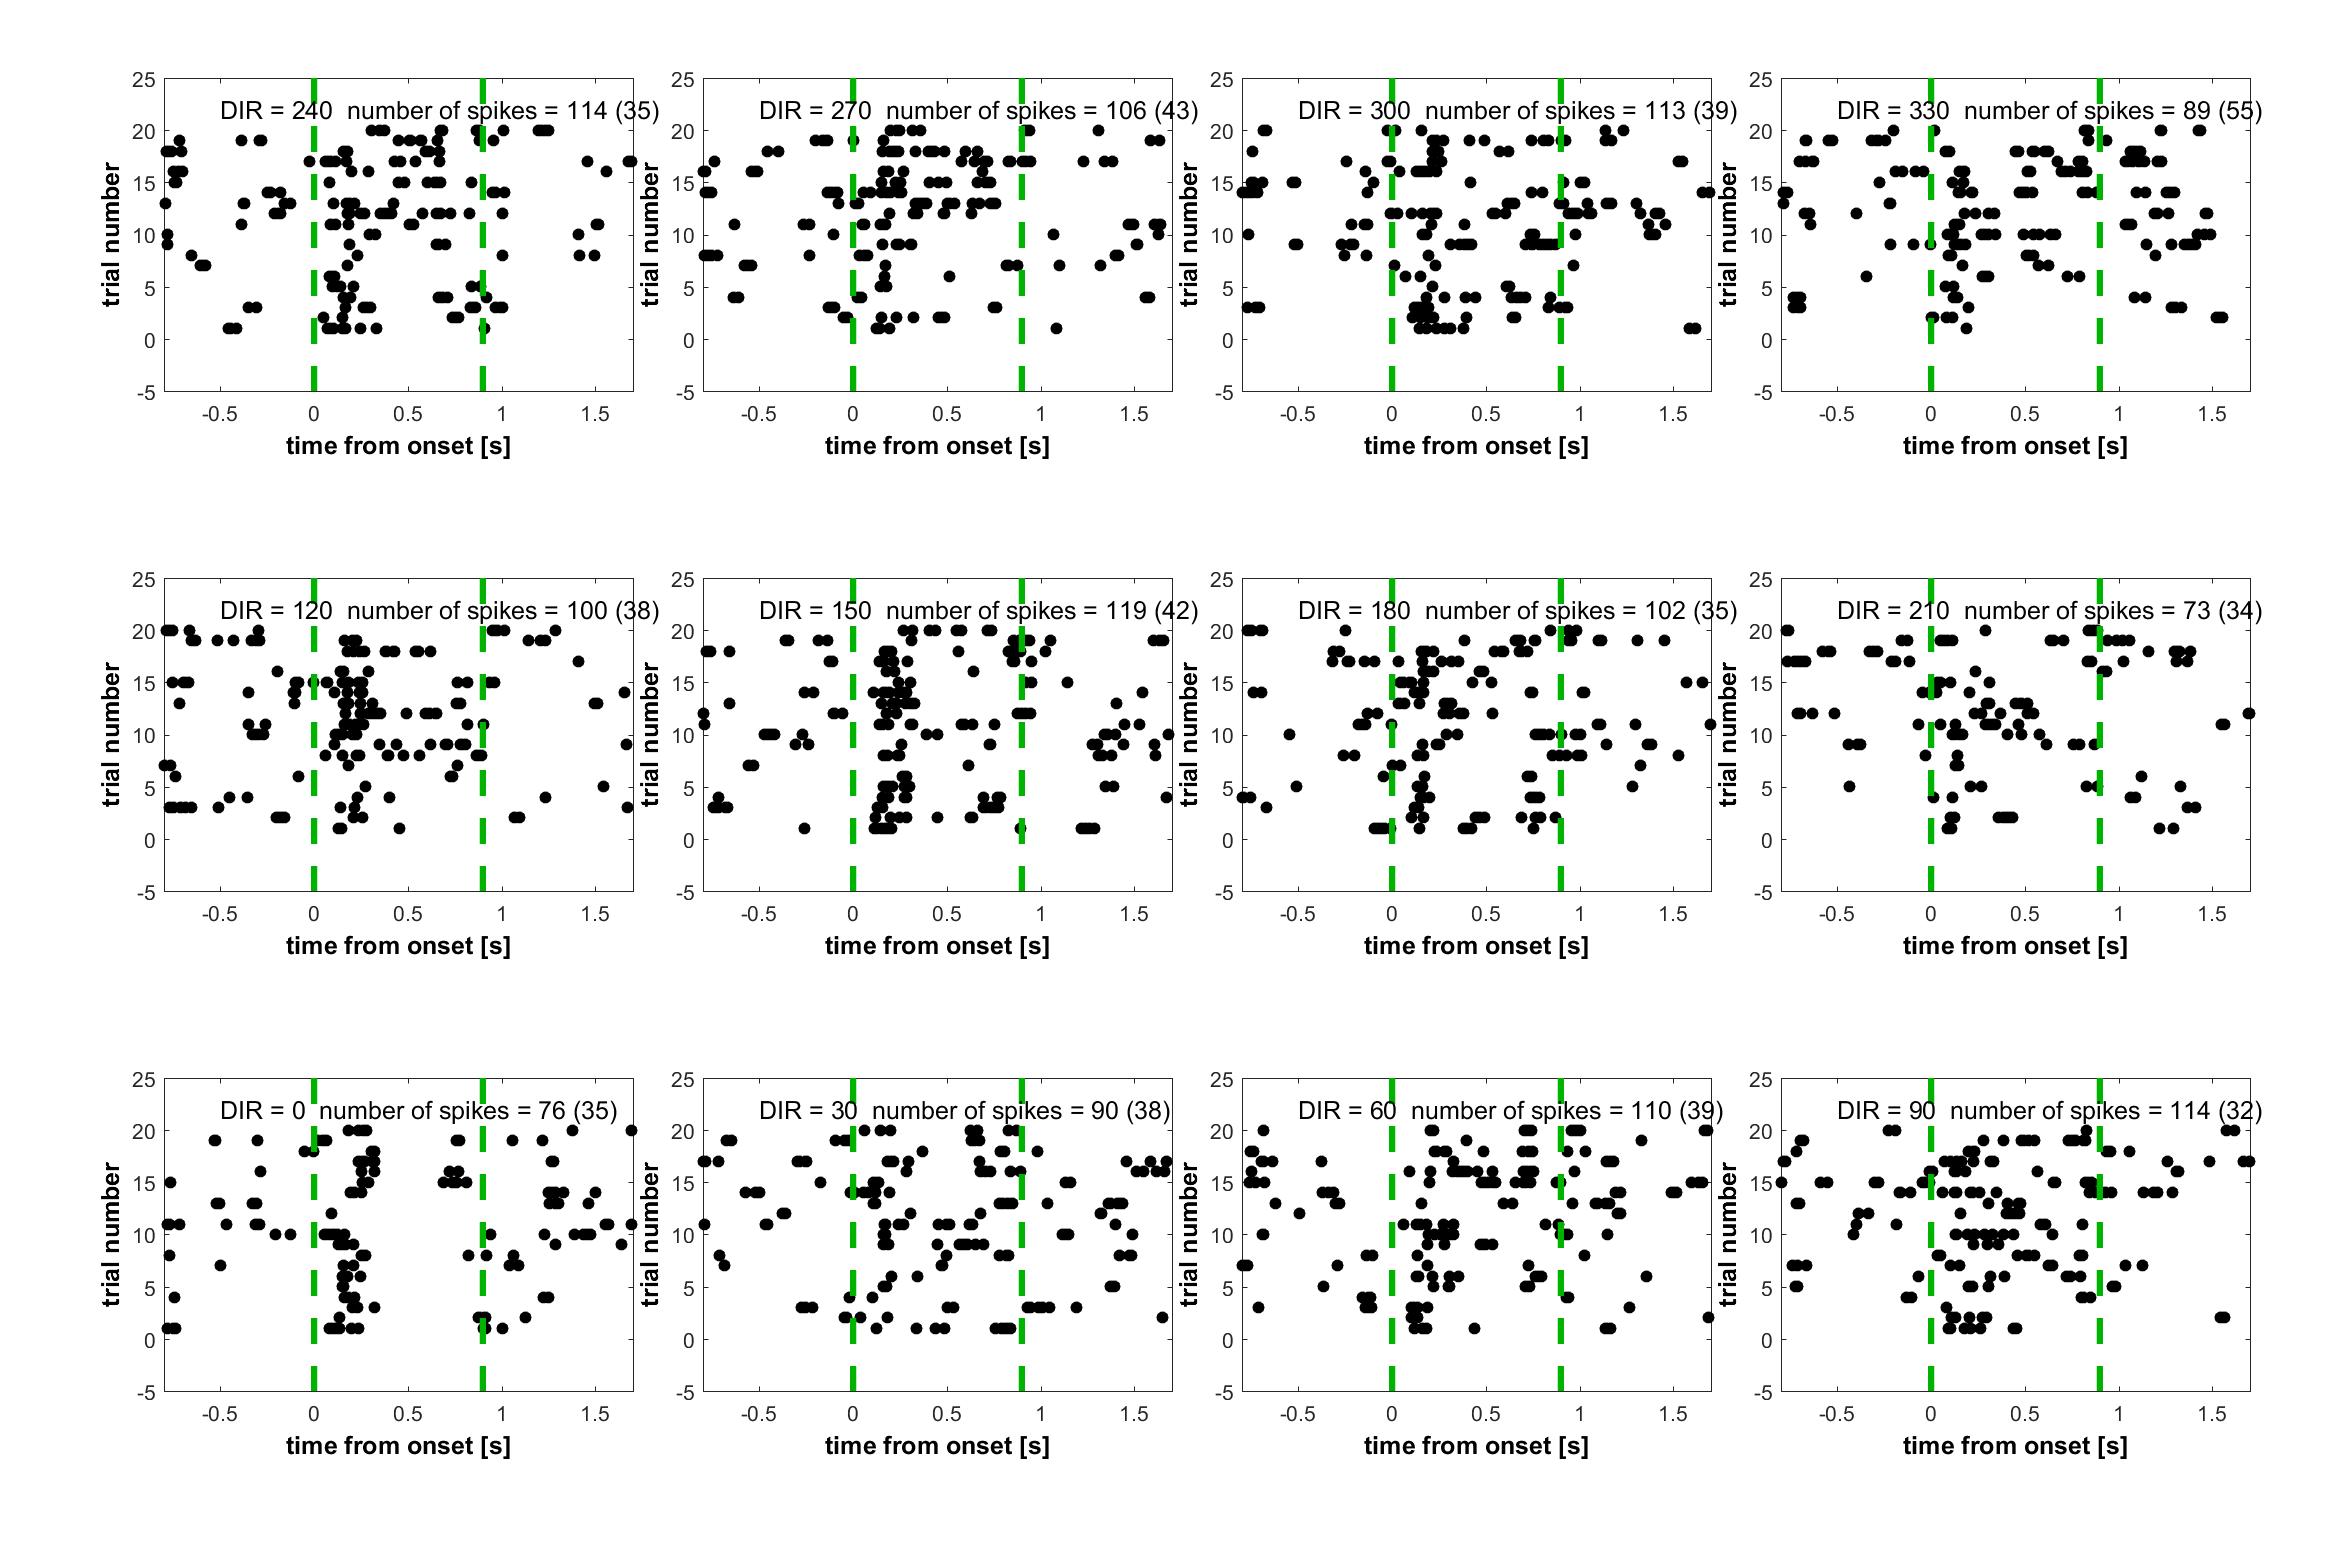 25
20
15
10
5
0
-5
trial number
DIR = 240 number of spikes = 114 (35)
-0.5 0 0.5 1 1.5
time from onset [s]
25
20
15
10
5
0
-5
trial number
DIR = 270 number of spikes = 106 (43)
-0.5 0 0.5 1 1.5
time from onset [s]
25
20
15
10
5
0
-5
trial number
DIR = 300 number of spikes = 113 (39)
-0.5 0 0.5 1 1.5
time from onset [s]
25
20
15
10
5
0
-5
trial number
DIR = 330 number of spikes = 89 (55)
-0.5 0 0.5 1 1.5
time from onset [s]
25
20
15
10
5
0
-5
trial number
DIR = 120 number of spikes = 100 (38)
-0.5 0 0.5 1 1.5
time from onset [s]
25
20
15
10
5
0
-5
trial number
DIR = 150 number of spikes = 119 (42)
-0.5 0 0.5 1 1.5
time from onset [s]
25
20
15
10
5
0
-5
trial number
DIR = 180 number of spikes = 102 (35)
-0.5 0 0.5 1 1.5
time from onset [s]
25
20
15
10
5
0
-5
trial number
DIR = 210 number of spikes = 73 (34)
-0.5 0 0.5 1 1.5
time from onset [s]
25
20
15
10
5
0
-5
trial number
DIR = 0 number of spikes = 76 (35)
-0.5 0 0.5 1 1.5
time from onset [s]
25
20
15
10
5
0
-5
trial number
DIR = 30 number of spikes = 90 (38)
-0.5 0 0.5 1 1.5
time from onset [s]
25
20
15
10
5
0
-5
trial number
DIR = 60 number of spikes = 110 (39)
-0.5 0 0.5 1 1.5
time from onset [s]
25
20
15
10
5
0
-5
trial number
DIR = 90 number of spikes = 114 (32)
-0.5 0 0.5 1 1.5
time from onset [s]